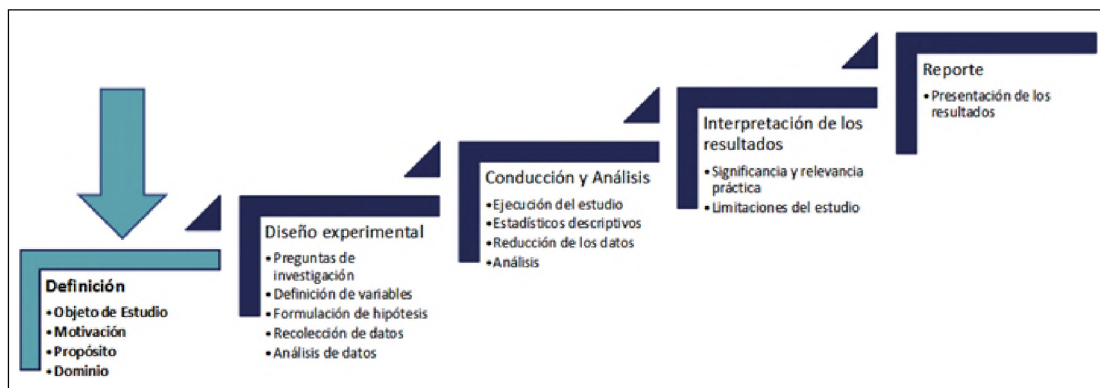 Definición
•Objeto de Estudio
•Motivación
•Propósito
•Dominio
Diseño experimental
•Preguntas de
investigación
•Definición de variables
•Formulación de hipótesis
•Recolección de datos
•Análisis de datos
Conducción y Análisis
•Ejecución del estudio
•Estadísticos descriptivos
•Reducción de los datos
•Análisis
Interpretación de los
resultados
•Significancia y relevancia
práctica
•Limitaciones del estudio
Reporte
•Presentación de los
resultados